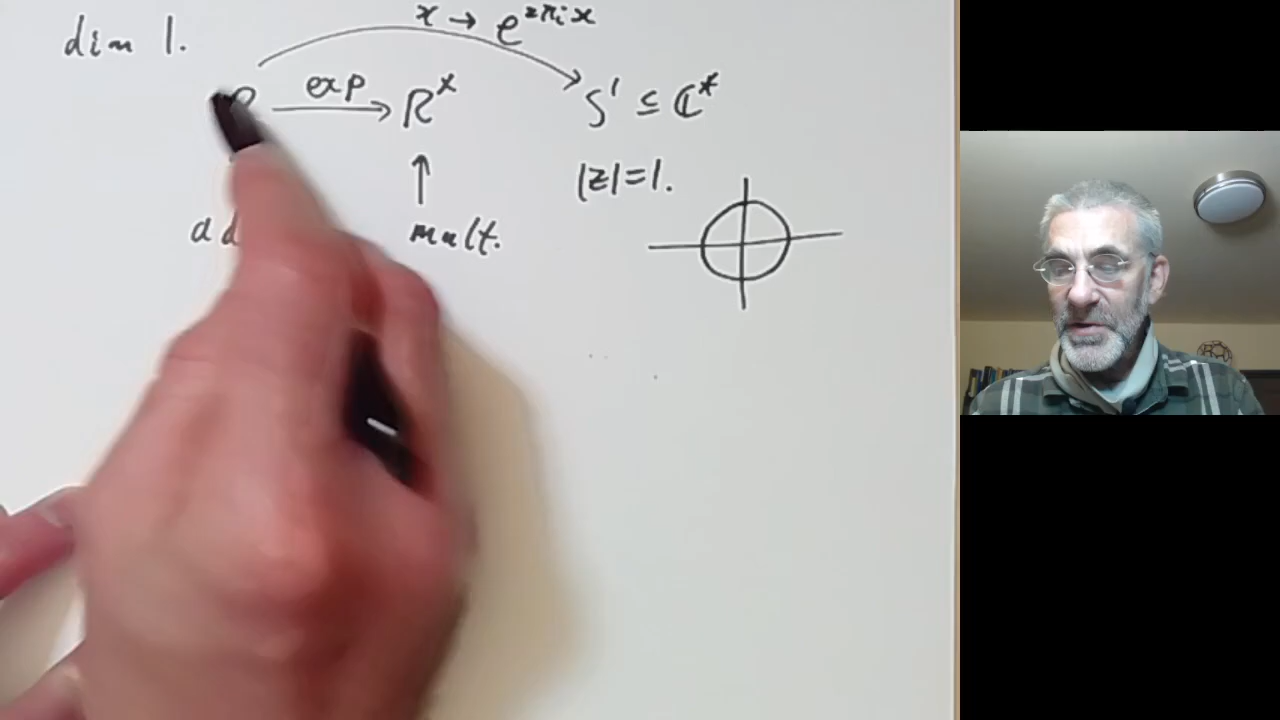 dim 1.
x → e^{2πix}
exp
ℝ^×
S^1 ⊆ ℂ^*
|z|=1.
mult.